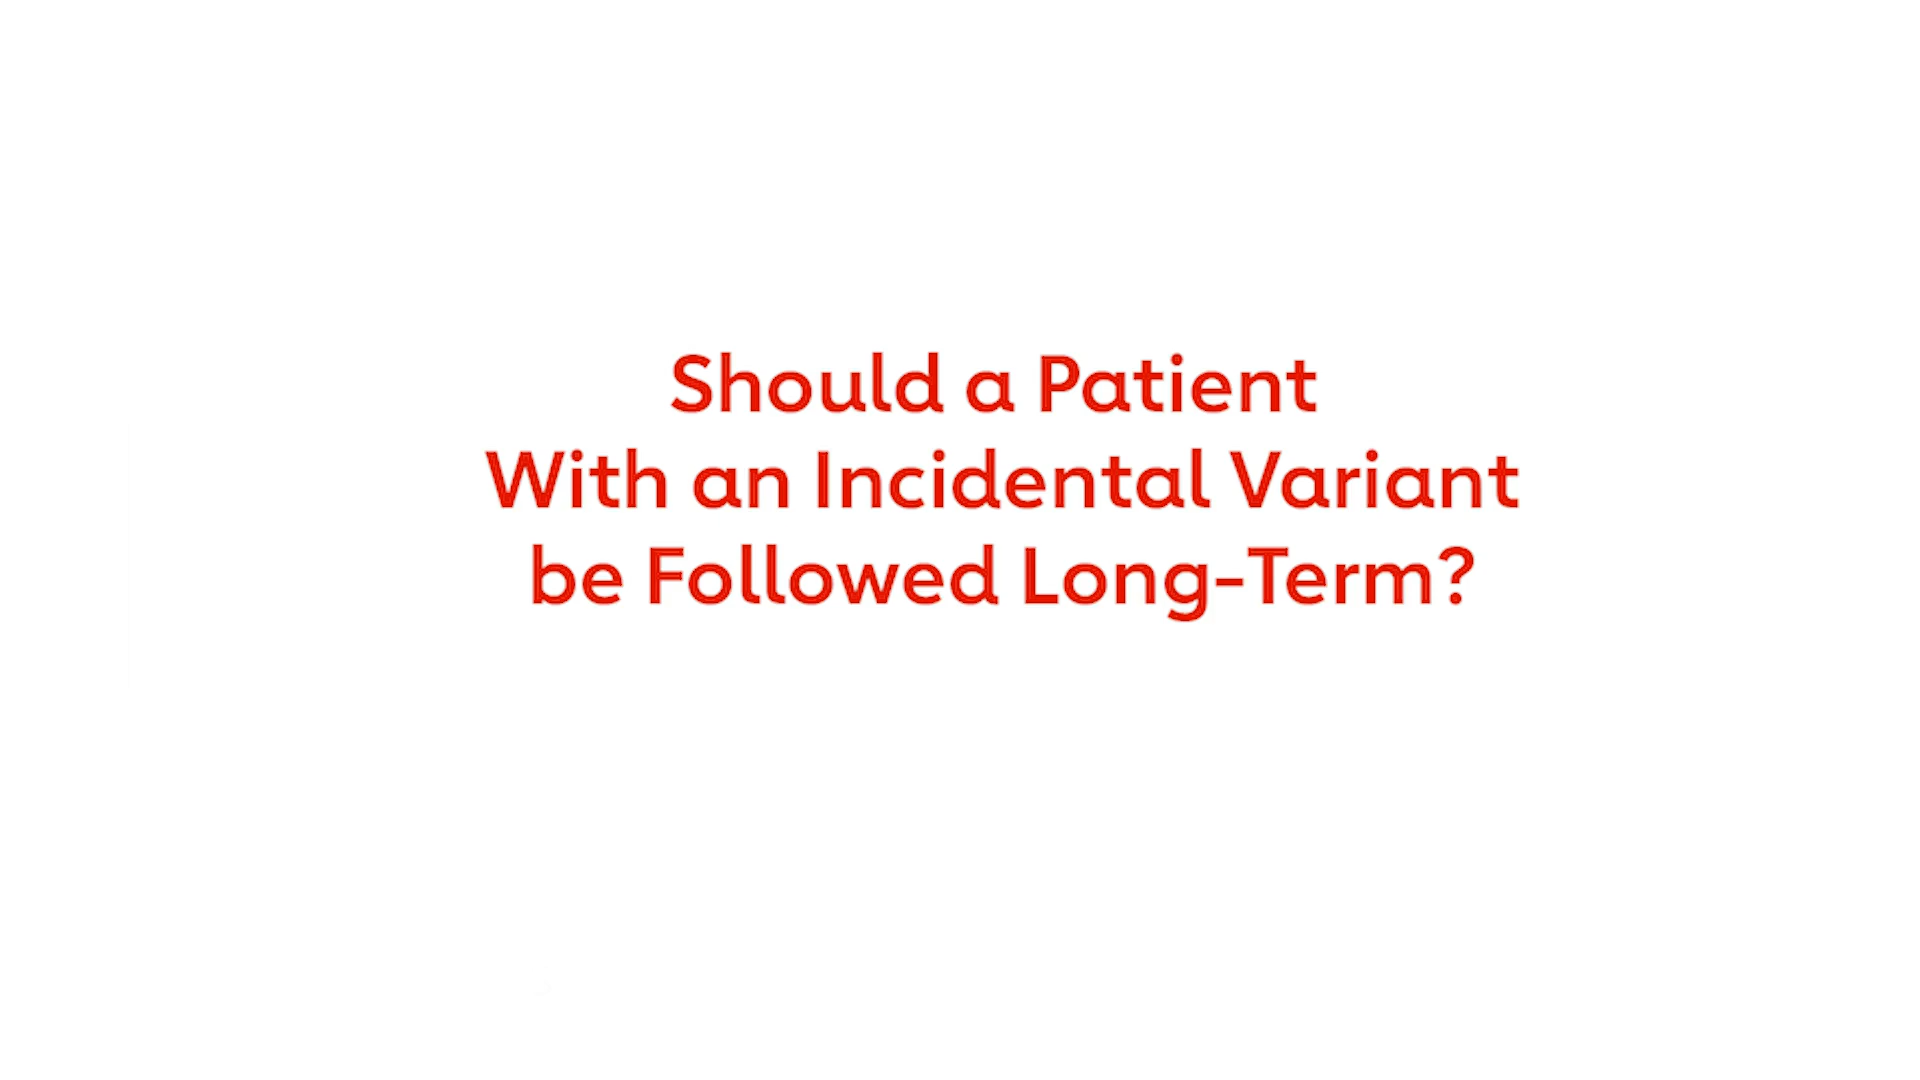 Should a Patient
With an Incidental Variant
be Followed Long-Term?